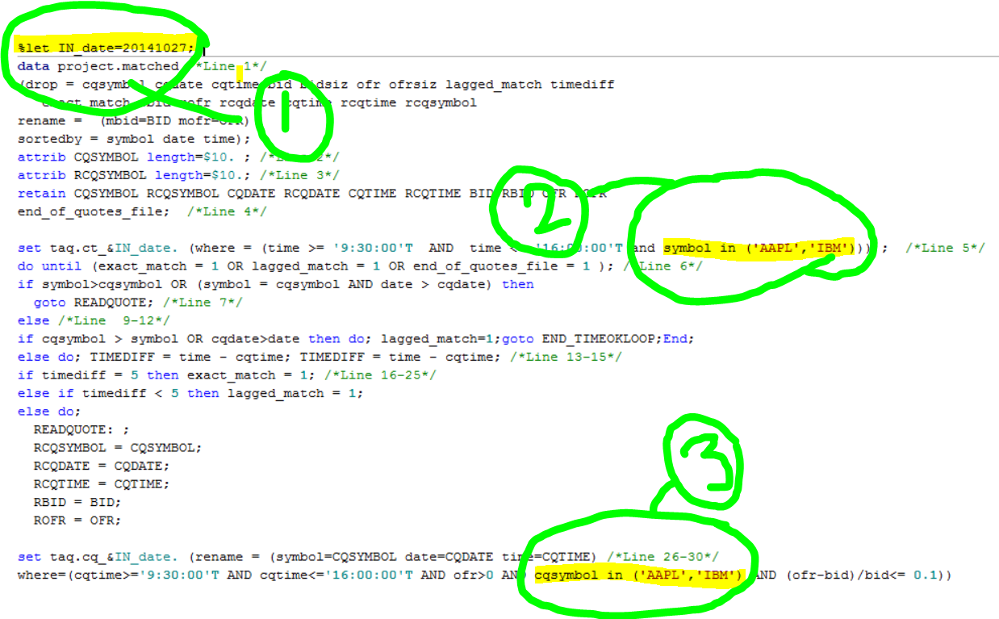 %let IN_date=20141027;
data project.matched /*Line 1*/
(drop = cqsymbol cqdate cqtime bid bidsiz ofr ofrsiz lagged_match timediff
exact_match mbid mofr rcqdate cqtime rcqtime rcqsymbol
rename = (mbid=BID mofr=OFR)
sortedby = symbol date time);
1
attrib CQSYMBOL length=$10. ; /*Line 2*/
attrib RCQSYMBOL length=$10.; /*Line 3*/
retain CQSYMBOL RCQSYMBOL CQDATE RCQDATE CQTIME RCQTIME BID RBID OFR ROFR
end_of_quotes_file; /*Line 4*/
2
set taq.ct_&IN_date. (where = (time >= '9:30:00'T AND time <= '16:00:00'T and symbol in ('AAPL','IBM'))) ; /*Line 5*/
do until (exact_match = 1 OR lagged_match = 1 OR end_of_quotes_file = 1 ); /*Line 6*/
if symbol>cqsymbol OR (symbol = cqsymbol AND date > cqdate) then
goto READQUOTE; /*Line 7*/
else /*Line 9-12*/
if cqsymbol > symbol OR cqdate>date then do; lagged_match=1;goto END_TIMEOKLOOP;End;
else do; TIMEDIFF = time - cqtime; TIMEDIFF = time - cqtime; /*Line 13-15*/
if timediff = 5 then exact_match = 1; /*Line 16-25*/
else if timediff < 5 then lagged_match = 1;
else do;
READQUOTE: ;
RCQSYMBOL = CQSYMBOL;
RCQDATE = CQDATE;
RCQTIME = CQTIME;
RBID = BID;
ROFR = OFR;
3
set taq.cq_&IN_date. (rename = (symbol=CQSYMBOL date=CQDATE time=CQTIME) /*Line 26-30*/
where=(cqtime>='9:30:00'T AND cqtime<='16:00:00'T AND ofr>0 AND cqsymbol in ('AAPL','IBM') AND (ofr-bid)/bid<= 0.1))